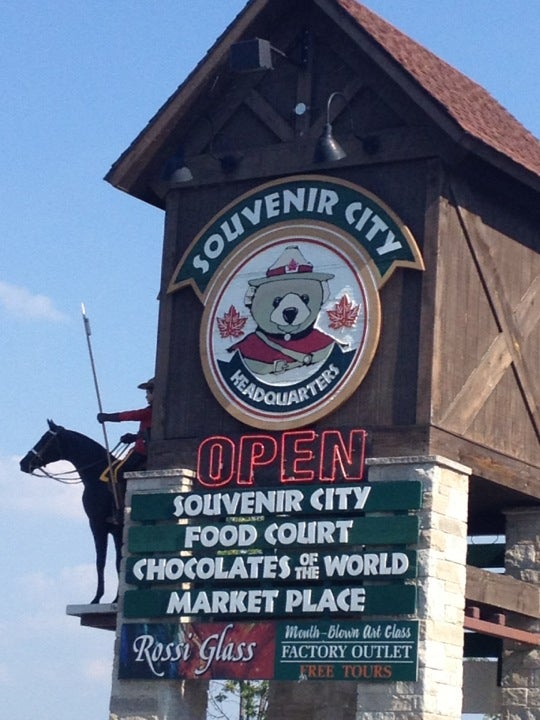 SOUVENIR CITY
HEADQUARTERS
OPEN
SOUVENIR CITY
FOOD COURT
CHOCOLATES OF THE WORLD
MARKET PLACE
Rossi Glass
Mouth-Blown Art Glass
FACTORY OUTLET
FREE TOURS